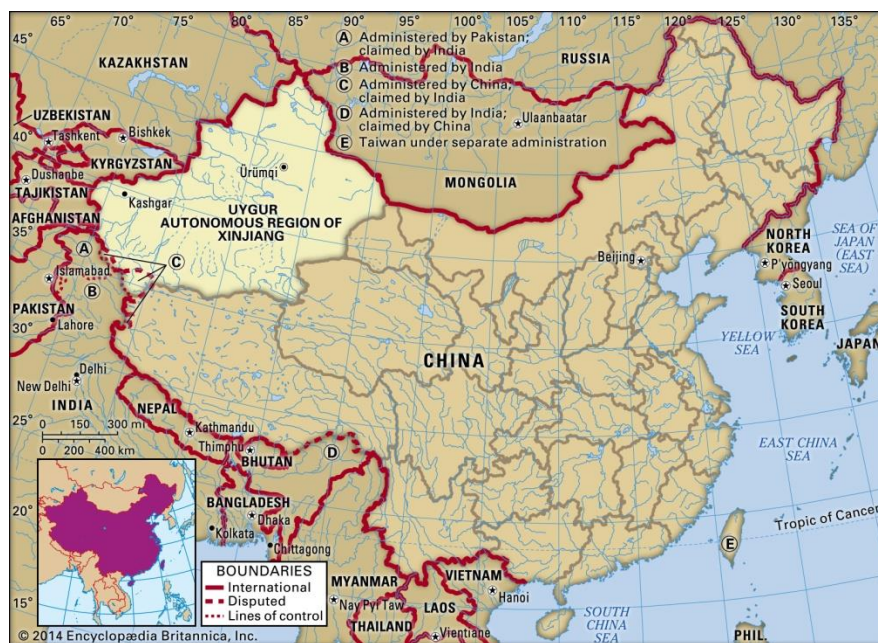 65° 70° 75° 80° 85° 90° 95° 100° 105° 110° 115° 120° 125° 130° 135°
45°
40°
35°
30°
25°
20°
15°
A Administered by Pakistan;
claimed by India
B Administered by India
C Administered by China;
claimed by India
D Administered by India;
claimed by China
E Taiwan under separate administration
KAZAKHSTAN
RUSSIA
UZBEKISTAN
Tashkent
Bishkek
Ulaanbaatar
KYRGYZSTAN
Ürümqi
Dushanbe
MONGOLIA
TAJIKISTAN
Kashgar
AFGHANISTAN
UYGUR
AUTONOMOUS REGION OF
XINJIANG
NORTH
KOREA
SEA OF
JAPAN
(EAST
SEA)
Beijing
P'yŏngyang
Seoul
A
C
Islamabad
B
PAKISTAN
Lahore
SOUTH
KOREA
YELLOW
SEA
JAPAN
CHINA
Delhi
New Delhi
INDIA
NEPAL
0 150 300 mi
0 200 400 km
Kathmandu
Thimphu
BHUTAN
D
EAST CHINA
SEA
BANGLADESH
Dhaka
Kolkata
Chittagong
Tropic of Cancer
E
BOUNDARIES
International
Disputed
Lines of control
MYANMAR
Nay Pyi Taw
VIETNAM
Hanoi
LAOS
THAILAND
Vientiane
SOUTH
CHINA
SEA
PHIL.
© 2014 Encyclopædia Britannica, Inc.